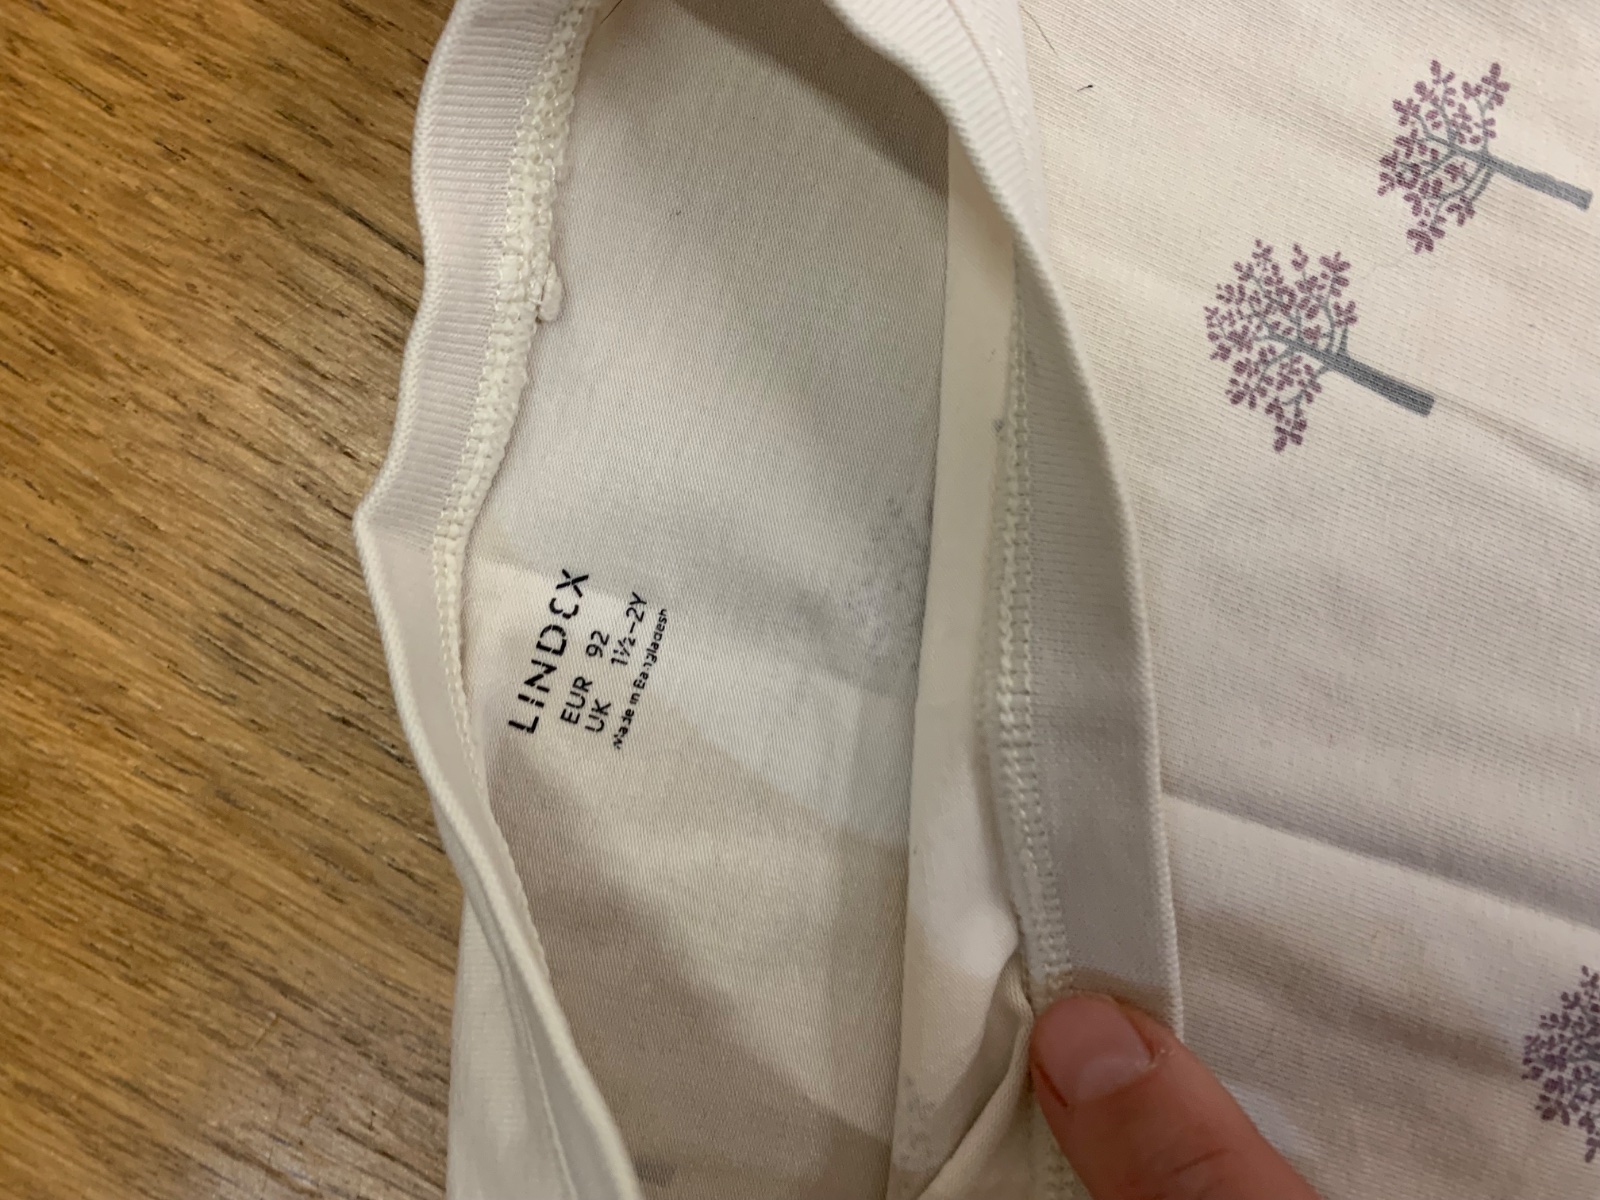 LINDEX
EUR 92
UK 1½-2Y
Made in Bangladesh